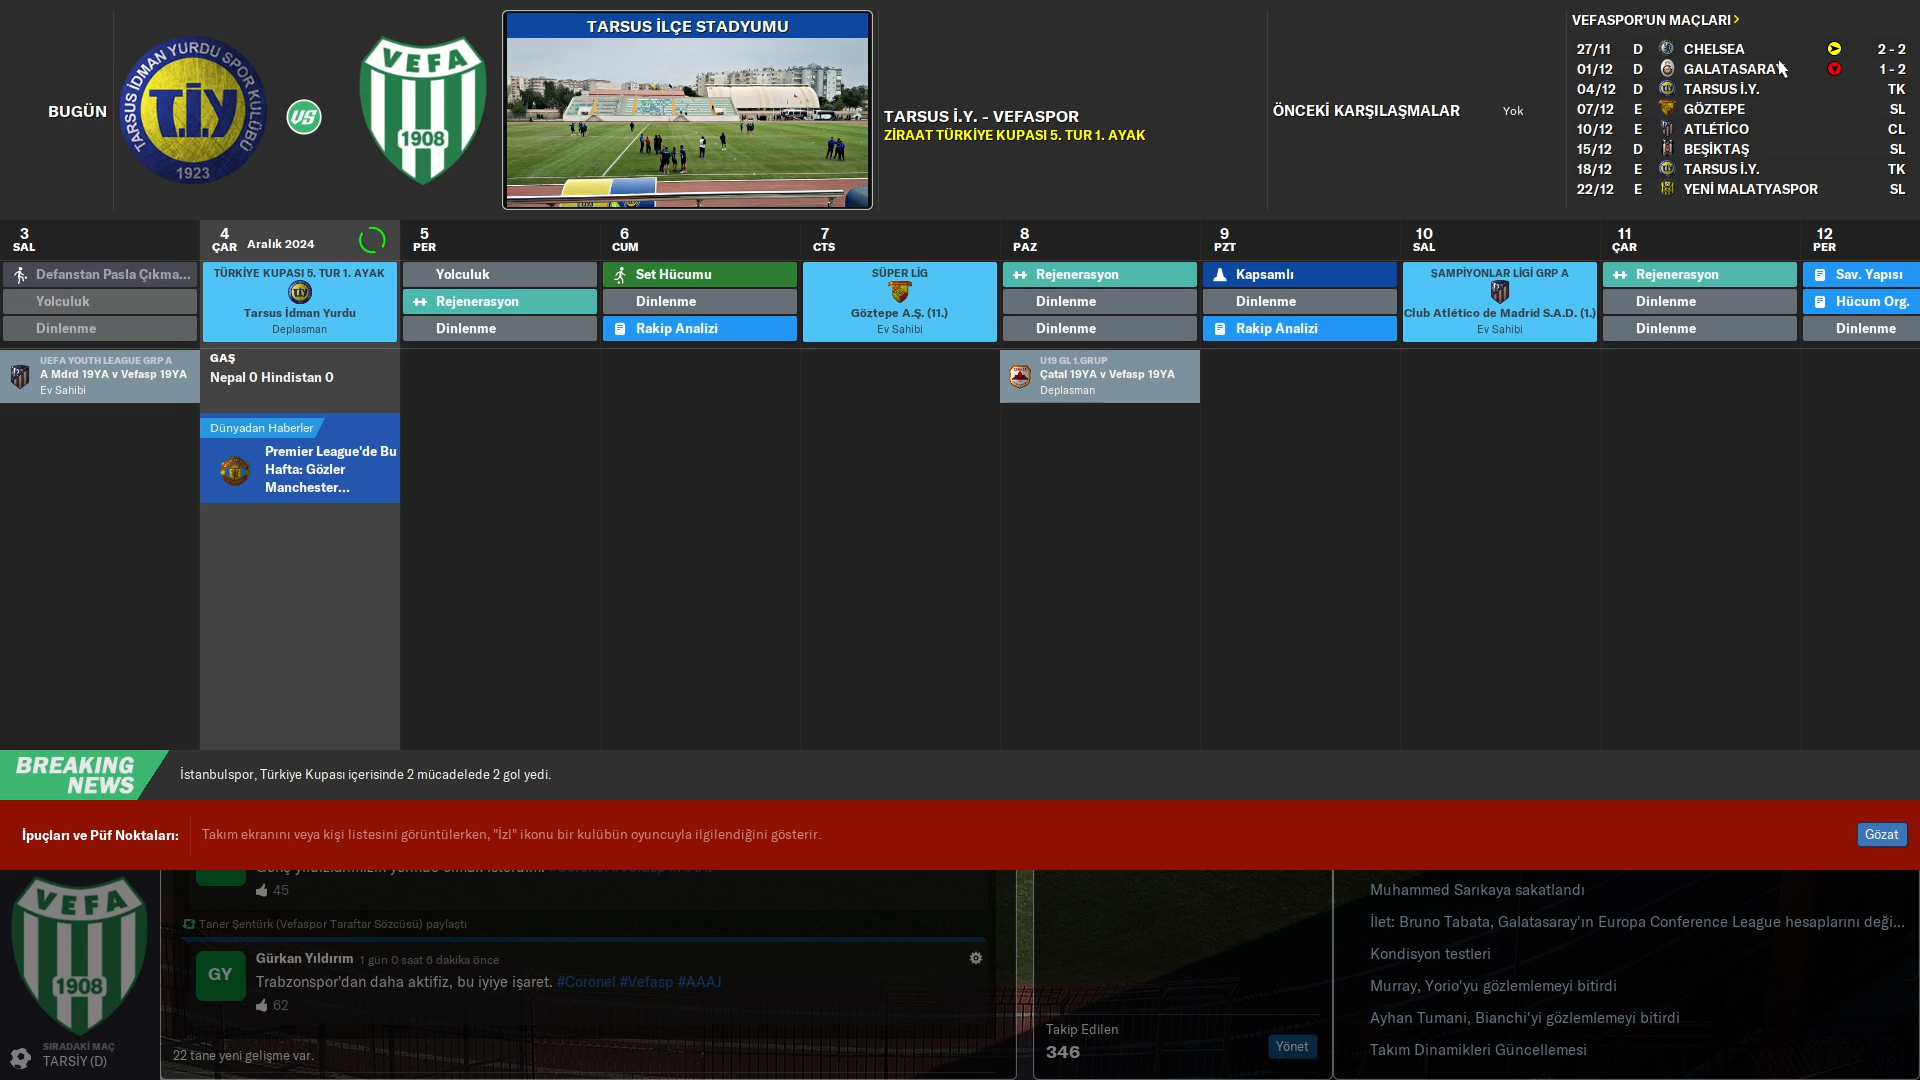 BUGÜN
TARSUS İDMAN YURDU SPOR KULÜBÜ
T.İ.Y
1923
VS
VEFA
1908
TARSUS İLÇE STADYUMU
TARSUS İ.Y. - VEFASPOR
ZİRAAT TÜRKİYE KUPASI 5. TUR 1. AYAK
ÖNCEKİ KARŞILAŞMALAR Yok
VEFASPOR'UN MAÇLARI
27/11 D CHELSEA 2 - 2
01/12 D GALATASARAY 1 - 2
04/12 D TARSUS İ.Y. TK
07/12 E GÖZTEPE SL
10/12 E ATLÉTICO CL
15/12 D BEŞİKTAŞ SL
18/12 E TARSUS İ.Y. TK
22/12 E YENİ MALATYASPOR SL
3 SAL
Defanstan Pasla Çıkma...
Yolculuk
Dinlenme
UEFA YOUTH LEAGUE GRP A
A Mdrd 19YA v Vefasp 19YA
Ev Sahibi
4 ÇAR Aralık 2024
TÜRKİYE KUPASI 5. TUR 1. AYAK
Tarsus İdman Yurdu
Deplasman
GAŞ
Nepal 0 Hindistan 0
Dünyadan Haberler
Premier League'de Bu
Hafta: Gözler
Manchester...
5 PER
Yolculuk
Rejenerasyon
Dinlenme
6 CUM
Set Hücumu
Dinlenme
Rakip Analizi
7 CTS
SÜPER LİG
Göztepe A.Ş. (11.)
Ev Sahibi
8 PAZ
Rejenerasyon
Dinlenme
Dinlenme
U19 GL 1.GRUP
Çatal 19YA v Vefasp 19YA
Deplasman
9 PZT
Kapsamlı
Dinlenme
Rakip Analizi
10 SAL
ŞAMPİYONLAR LİGİ GRP A
Club Atlético de Madrid S.A.D. (1.)
Ev Sahibi
11 ÇAR
Rejenerasyon
Dinlenme
Dinlenme
12 PER
Sav. Yapısı
Hücum Org.
Dinlenme
BREAKING
NEWS
İstanbulspor, Türkiye Kupası içerisinde 2 mücadelede 2 gol yedi.
İpuçları ve Püf Noktaları: Takım ekranını veya kişi listesini görüntülerken, "İzl" ikonu bir kulübün oyuncuyla ilgilendiğini gösterir.
Gözat
VEFA
1908
SIRADAKİ MAÇ
TARSİY (D)
45
Taner Şentürk (Vefaspor Taraftar Sözcüsü) paylaştı
GY
Gürkan Yıldırım 1 gün 0 saat 6 dakika önce
Trabzonspor'dan daha aktifiz, bu iyiye işaret. #Coronel #Vefasp #AAAJ
62
22 tane yeni gelişme var.
Takip Edilen
346
Yönet
Muhammed Sarıkaya sakatlandı
İlet: Bruno Tabata, Galatasaray'ın Europa Conference League hesaplarını deği...
Kondisyon testleri
Murray, Yorio'yu gözlemlemeyi bitirdi
Ayhan Tumani, Bianchi'yi gözlemlemeyi bitirdi
Takım Dinamikleri Güncellemesi